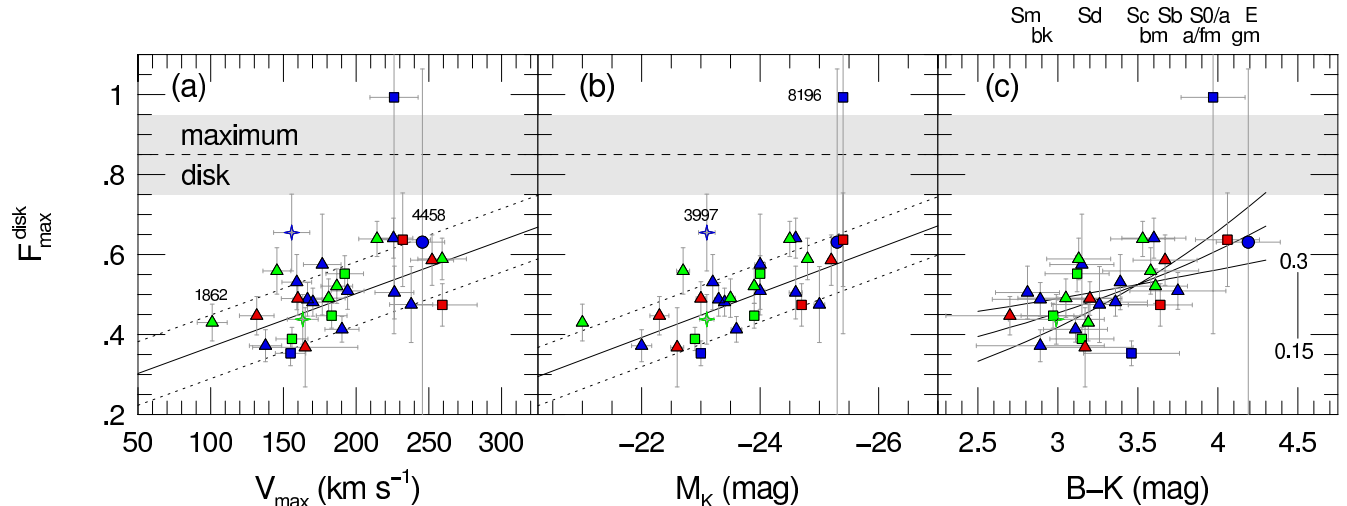 Sm Sd Sc Sb S0/a E
bk bm a/fm gm
(a) (b) (c)
8196
maximum
disk
4458
3997
1862
0.3
0.15
1
.8
.6
.4
.2
F disk max
50 100 150 200 250 300
−22 −24 −26
2.5 3 3.5 4 4.5
Vmax (km s−1)
MK (mag)
B−K (mag)